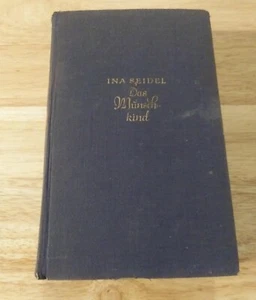 INA SEIDEL
Das
Wunsch-
kind